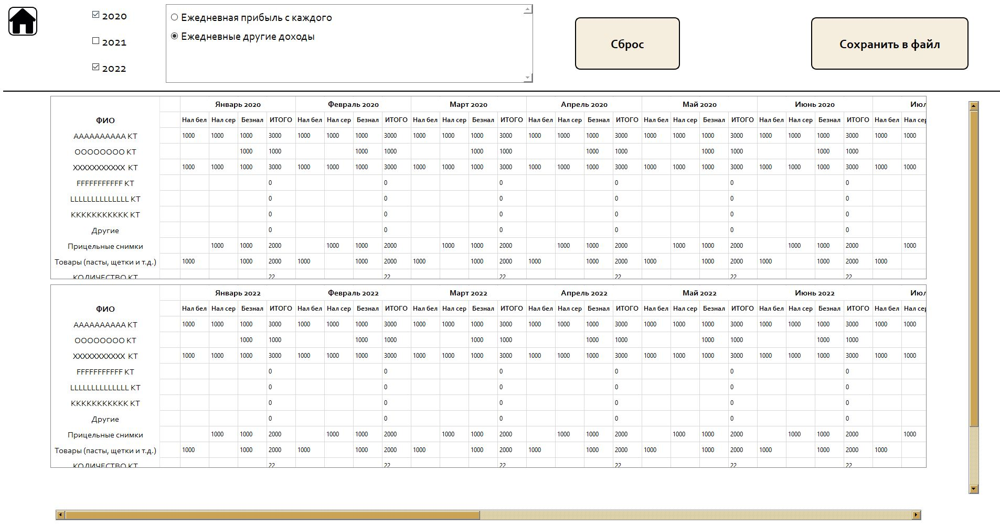 2020
2021
2022
Ежедневная прибыль с каждого
Ежедневные другие доходы
Сброс
Сохранить в файл
Январь 2020 Февраль 2020 Март 2020 Апрель 2020 Май 2020 Июнь 2020
ФИО Нал бел Нал сер Безнал ИТОГО Нал бел Нал сер Безнал ИТОГО Нал бел Нал сер Безнал ИТОГО Нал бел Нал сер Безнал ИТОГО Нал бел Нал сер Безнал ИТОГО Нал бел Нал сер Безнал ИТОГО Нал бел Нал сер
АААААААААА КТ 1000 1000 1000 3000 1000 1000 1000 3000 1000 1000 1000 3000 1000 1000 1000 3000 1000 1000 1000 3000 1000 1000 1000 3000 1000 1000
ОООООООО КТ 1000 1000 1000 1000 1000 1000 1000 1000 1000 1000 1000 1000
ХХХХХХХХХХХ КТ 1000 1000 1000 3000 1000 1000 1000 3000 1000 1000 1000 3000 1000 1000 1000 3000 1000 1000 1000 3000 1000 1000 1000 3000 1000 1000
FFFFFFFFFFF КТ 0 0 0 0 0 0
LLLLLLLLLLLLLL КТ 0 0 0 0 0 0
KKKKKKKKKKK КТ 0 0 0 0 0 0
Другие 0 0 0 0 0 0
Прицельные снимки 1000 1000 2000 1000 1000 2000 1000 1000 2000 1000 1000 2000 1000 1000 2000 1000 1000 2000 1000
Товары (пасты, щетки и т.д.) 1000 1000 2000 1000 1000 2000 1000 1000 2000 1000 1000 2000 1000 1000 2000 1000 1000 2000 1000
КОЛИЧЕСТВО КТ 22 22 22 22 22 22
Январь 2022 Февраль 2022 Март 2022 Апрель 2022 Май 2022 Июнь 2022
ФИО Нал бел Нал сер Безнал ИТОГО Нал бел Нал сер Безнал ИТОГО Нал бел Нал сер Безнал ИТОГО Нал бел Нал сер Безнал ИТОГО Нал бел Нал сер Безнал ИТОГО Нал бел Нал сер Безнал ИТОГО Нал бел Нал сер
АААААААААА КТ 1000 1000 1000 3000 1000 1000 1000 3000 1000 1000 1000 3000 1000 1000 1000 3000 1000 1000 1000 3000 1000 1000 1000 3000 1000 1000
ОООООООО КТ 1000 1000 1000 1000 1000 1000 1000 1000 1000 1000 1000 1000
ХХХХХХХХХХХ КТ 1000 1000 1000 3000 1000 1000 1000 3000 1000 1000 1000 3000 1000 1000 1000 3000 1000 1000 1000 3000 1000 1000 1000 3000 1000 1000
FFFFFFFFFFF КТ 0 0 0 0 0 0
LLLLLLLLLLLLLL КТ 0 0 0 0 0 0
KKKKKKKKKKK КТ 0 0 0 0 0 0
Другие 0 0 0 0 0 0
Прицельные снимки 1000 1000 2000 1000 1000 2000 1000 1000 2000 1000 1000 2000 1000 1000 2000 1000 1000 2000 1000
Товары (пасты, щетки и т.д.) 1000 1000 2000 1000 1000 2000 1000 1000 2000 1000 1000 2000 1000 1000 2000 1000 1000 2000 1000
КОЛИЧЕСТВО КТ 22 22 22 22 22 22